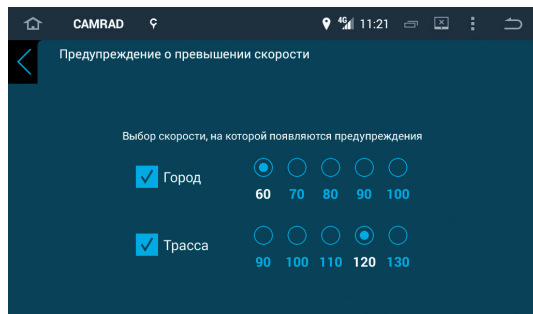 CAMRAD 4G 11:21
Предупреждение о превышении скорости
Выбор скорости, на которой появляются предупреждения
Город
60 70 80 90 100
Трасса
90 100 110 120 130